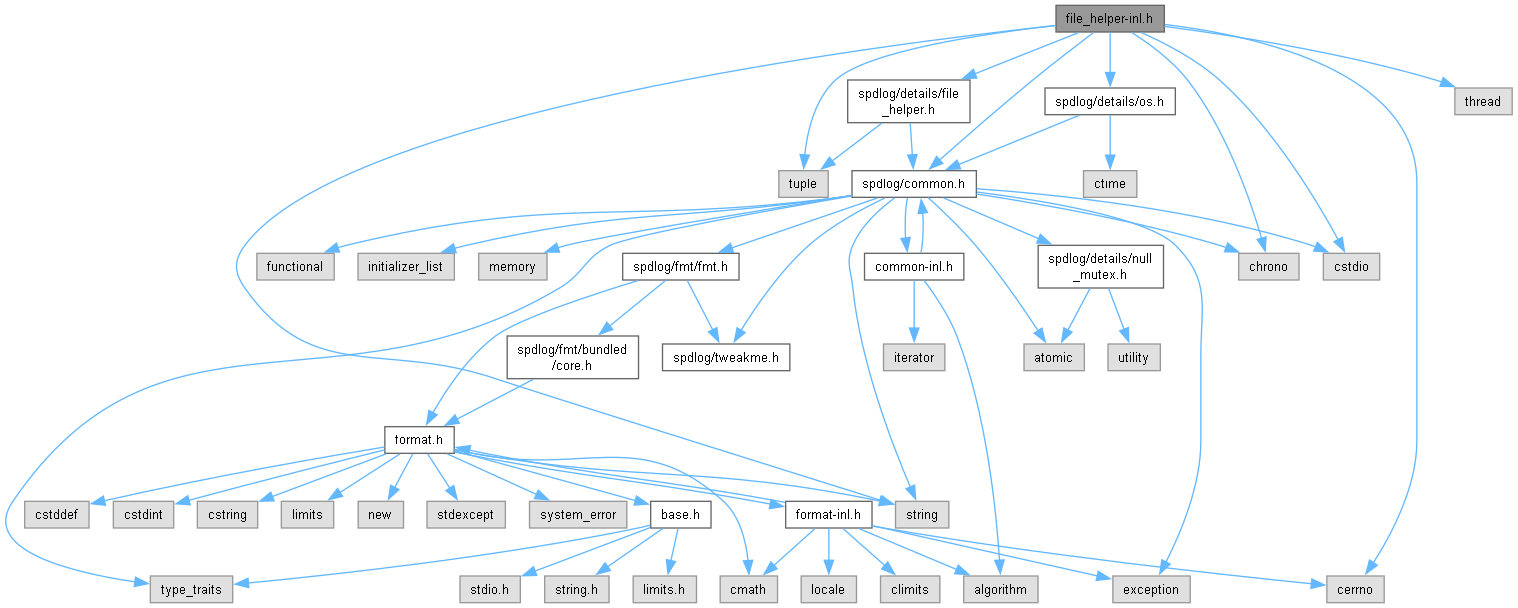 file_helper-inl.h
spdlog/details/file
_helper.h
spdlog/details/os.h
thread
tuple
spdlog/common.h
ctime
functional
initializer_list
memory
spdlog/fmt/fmt.h
common-inl.h
spdlog/details/null
_mutex.h
chrono
cstdio
spdlog/fmt/bundled
/core.h
spdlog/tweakme.h
iterator
atomic
utility
format.h
cstddef
cstdint
cstring
limits
new
stdexcept
system_error
base.h
format-inl.h
string
type_traits
stdio.h
string.h
limits.h
cmath
locale
climits
algorithm
exception
cerrno